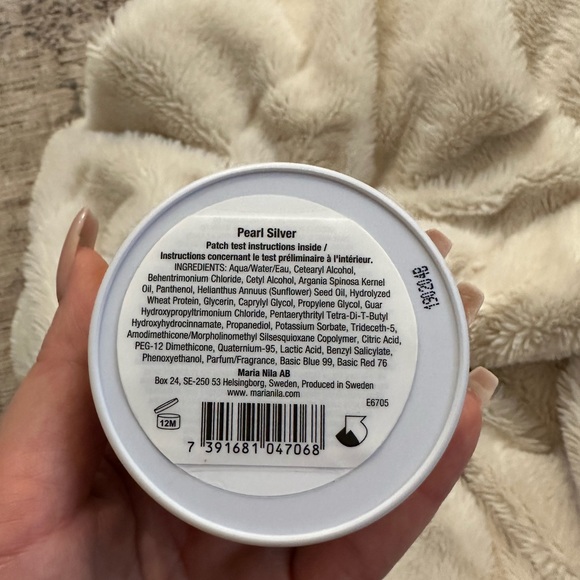 Pearl Silver
Patch test instructions inside /
Instructions concernant le test préliminaire à l'intérieur.
INGREDIENTS: Aqua/Water/Eau, Cetearyl Alcohol,
Behentrimonium Chloride, Cetyl Alcohol, Argania Spinosa Kernel
Oil, Panthenol, Helianthus Annuus (Sunflower) Seed Oil, Hydrolyzed
Wheat Protein, Glycerin, Caprylyl Glycol, Propylene Glycol, Guar
Hydroxypropyltrimonium Chloride, Pentaerythrityl Tetra-Di-T-Butyl
Hydroxyhydrocinnamate, Propanediol, Potassium Sorbate, Trideceth-5,
Amodimethicone/Morpholinomethyl Silsesquioxane Copolymer, Citric Acid,
PEG-12 Dimethicone, Quaternium-95, Lactic Acid, Benzyl Salicylate,
Phenoxyethanol, Parfum/Fragrance, Basic Blue 99, Basic Red 76
Maria Nila AB
Box 24, SE-250 53 Helsingborg, Sweden, Produced in Sweden
www.marianila.com
E6705
12M
7 391681 047068